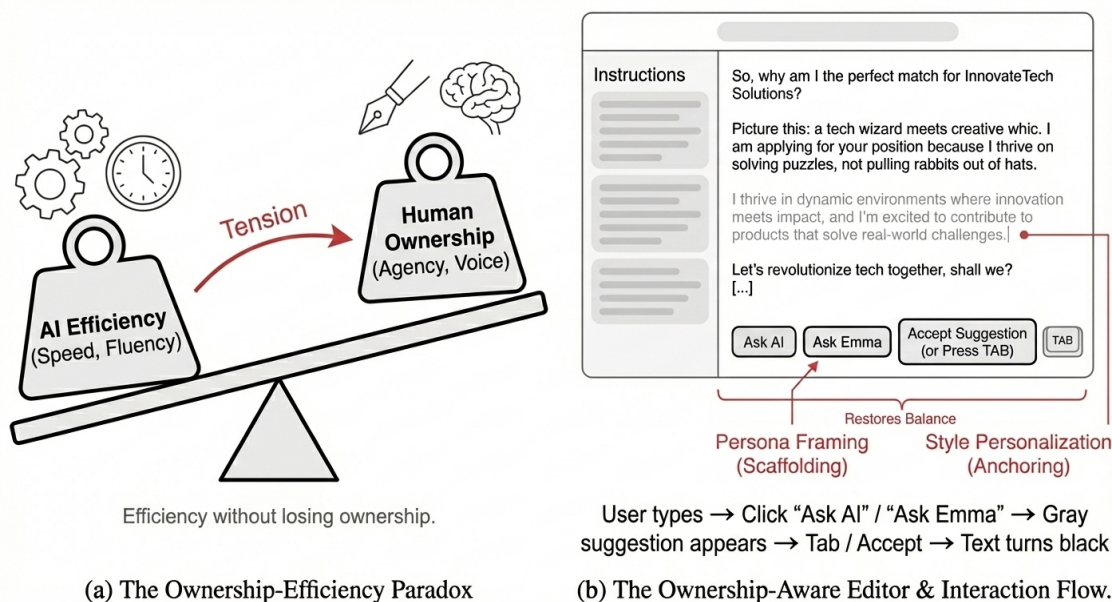 Tension
AI Efficiency
(Speed, Fluency)
Human
Ownership
(Agency, Voice)
Efficiency without losing ownership.
(a) The Ownership-Efficiency Paradox
Instructions
So, why am I the perfect match for InnovateTech
Solutions?
Picture this: a tech wizard meets creative whic. I
am applying for your position because I thrive on
solving puzzles, not pulling rabbits out of hats.
I thrive in dynamic environments where innovation
meets impact, and I'm excited to contribute to
products that solve real-world challenges.
Let's revolutionize tech together, shall we?
[...]
Ask AI
Ask Emma
Accept Suggestion
(or Press TAB)
TAB
Restores Balance
Persona Framing
(Scaffolding)
Style Personalization
(Anchoring)
User types → Click “Ask AI” / “Ask Emma” → Gray
suggestion appears → Tab / Accept → Text turns black
(b) The Ownership-Aware Editor & Interaction Flow.